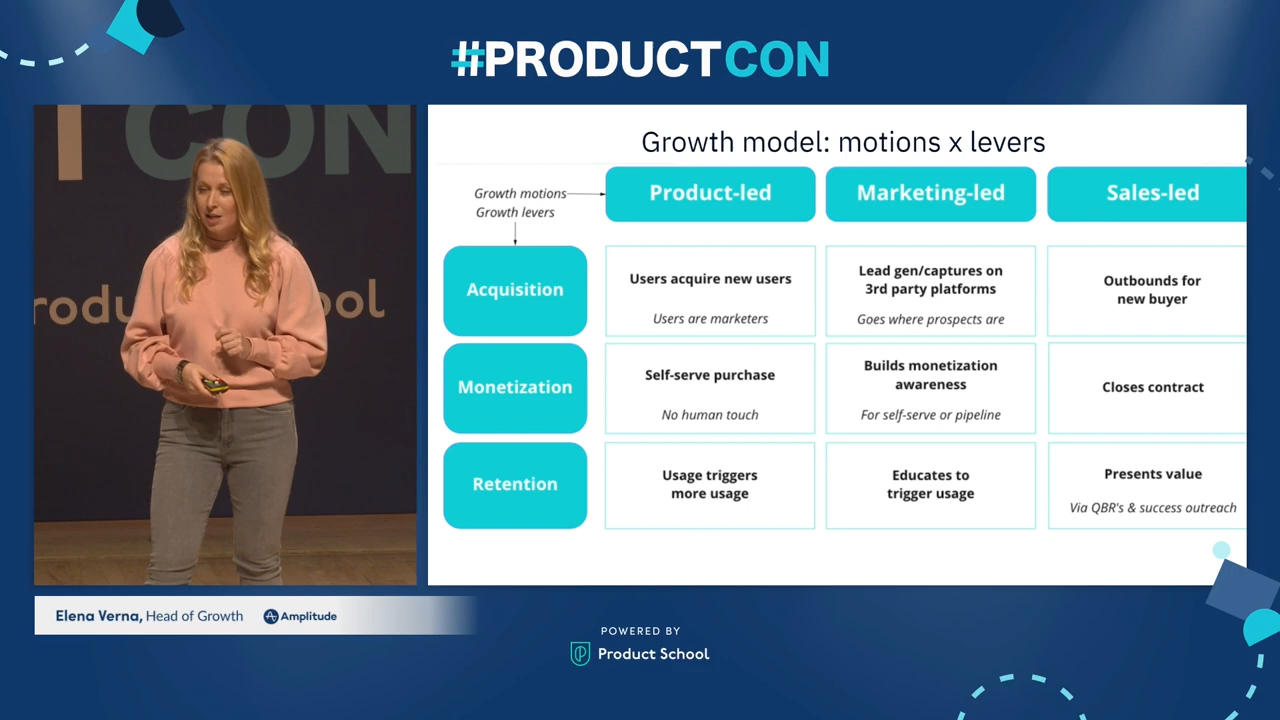 #PRODUCTCON
T CON
rodu ool
Growth model: motions x levers
Growth motions
Growth levers
Product-led
Marketing-led
Sales-led
Acquisition
Users acquire new users
Users are marketers
Lead gen/captures on
3rd party platforms
Goes where prospects are
Outbounds for
new buyer
Monetization
Self-serve purchase
No human touch
Builds monetization
awareness
For self-serve or pipeline
Closes contract
Retention
Usage triggers
more usage
Educates to
trigger usage
Presents value
Via QBR's & success outreach
Elena Verna, Head of Growth Amplitude
POWERED BY
Product School